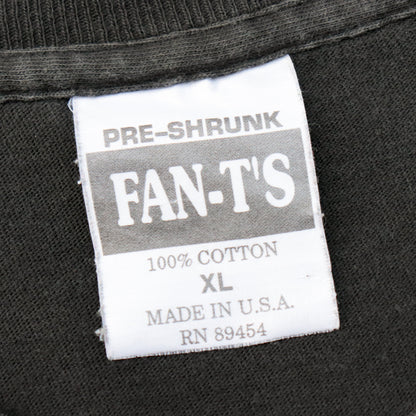 PRE-SHRUNK
FAN-T'S
100% COTTON
XL
MADE IN U.S.A.
RN 89454